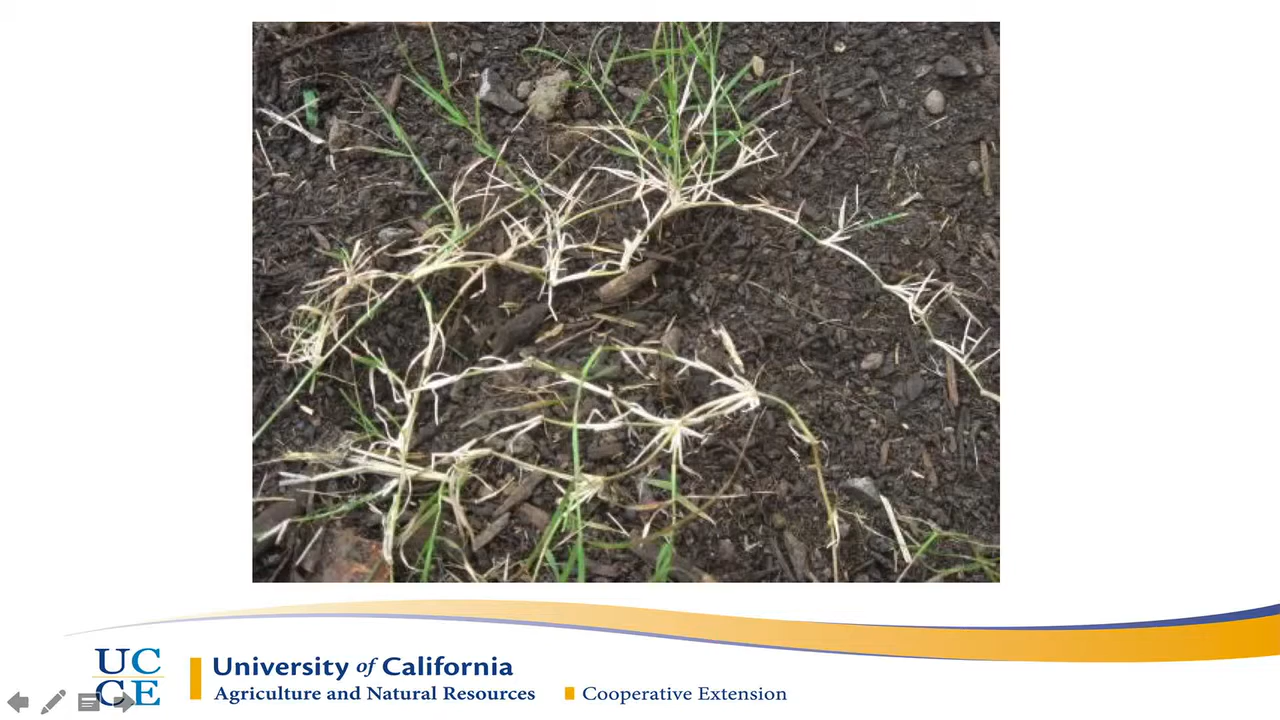 UC
CE
University of California
Agriculture and Natural Resources
Cooperative Extension